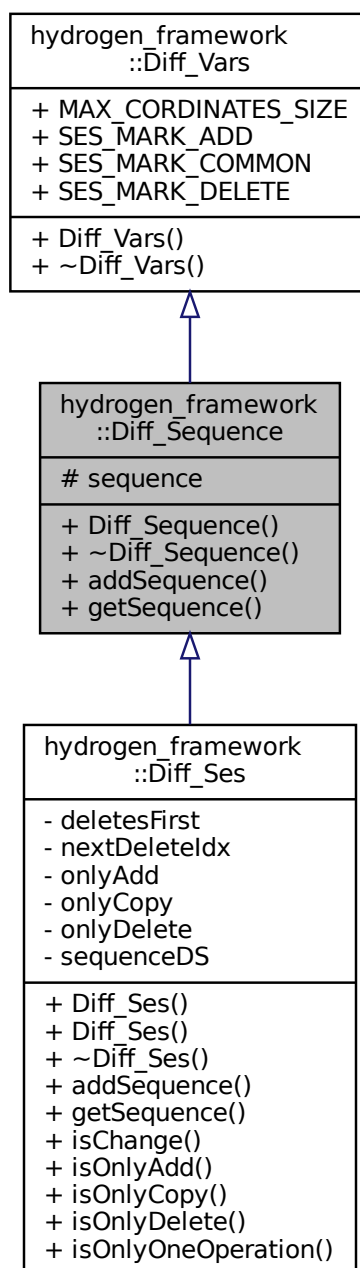 hydrogen_framework
::Diff_Vars
+ MAX_CORDINATES_SIZE
+ SES_MARK_ADD
+ SES_MARK_COMMON
+ SES_MARK_DELETE
+ Diff_Vars()
+ ~Diff_Vars()
hydrogen_framework
::Diff_Sequence
# sequence
+ Diff_Sequence()
+ ~Diff_Sequence()
+ addSequence()
+ getSequence()
hydrogen_framework
::Diff_Ses
- deletesFirst
- nextDeleteIdx
- onlyAdd
- onlyCopy
- onlyDelete
- sequenceDS
+ Diff_Ses()
+ Diff_Ses()
+ ~Diff_Ses()
+ addSequence()
+ getSequence()
+ isChange()
+ isOnlyAdd()
+ isOnlyCopy()
+ isOnlyDelete()
+ isOnlyOneOperation()